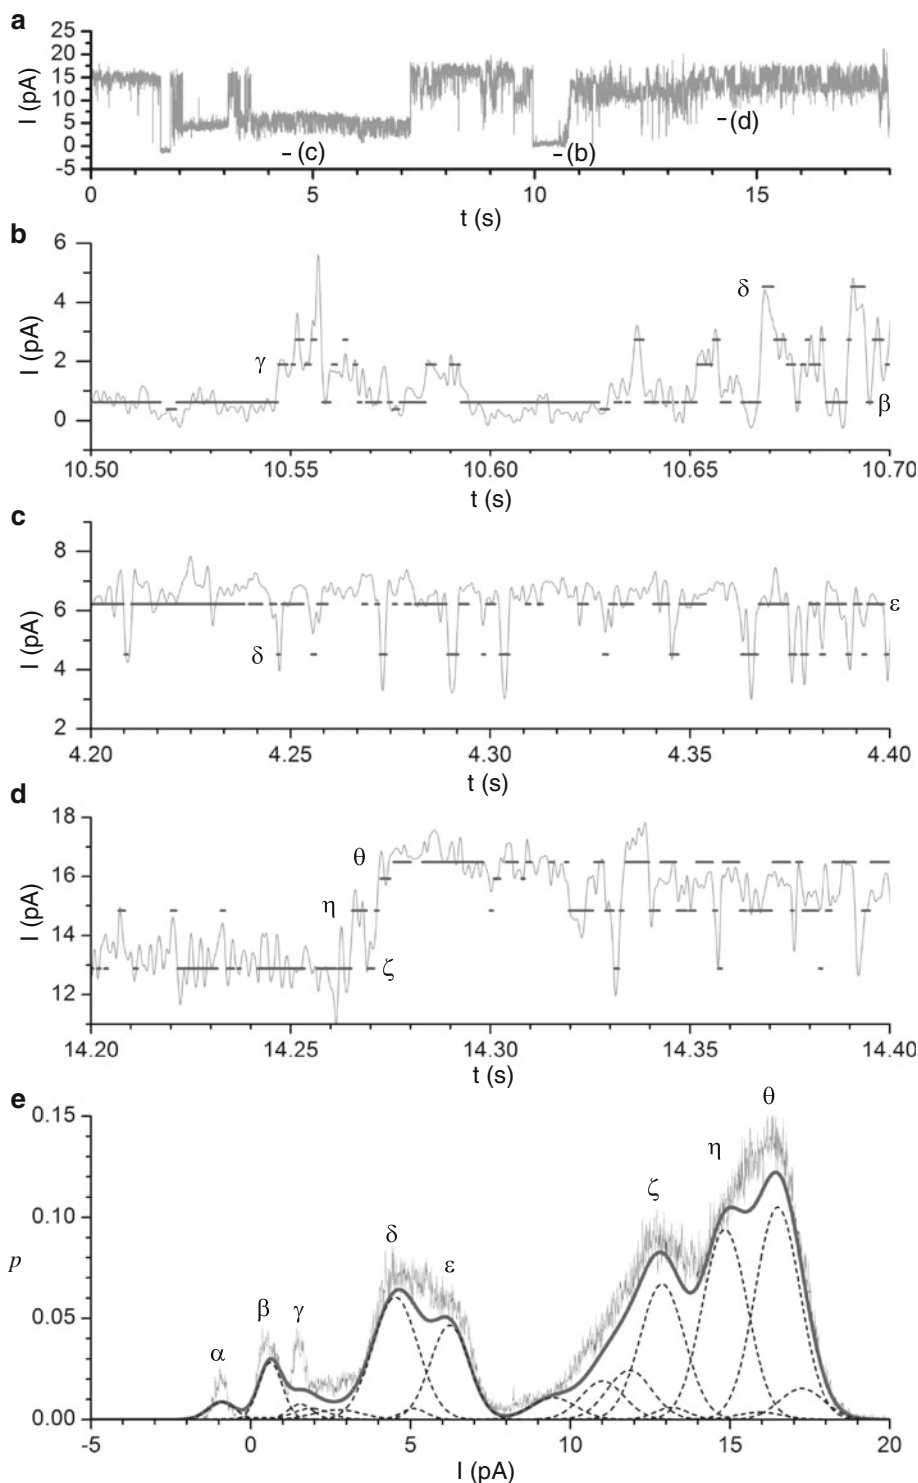 a
I (pA)
25
20
15
10
5
0
-5
- (c)
- (b)
- (d)
0 5 10 15
t (s)
b
I (pA)
6
4
2
0
γ
δ
β
10.50 10.55 10.60 10.65 10.70
t (s)
c
I (pA)
8
6
4
2
δ
ε
4.20 4.25 4.30 4.35 4.40
t (s)
d
I (pA)
18
16
14
12
θ
η
ζ
14.20 14.25 14.30 14.35 14.40
t (s)
e
p
0.15
0.10
0.05
0.00
α
β
γ
δ
ε
ζ
η
θ
-5 0 5 10 15 20
I (pA)